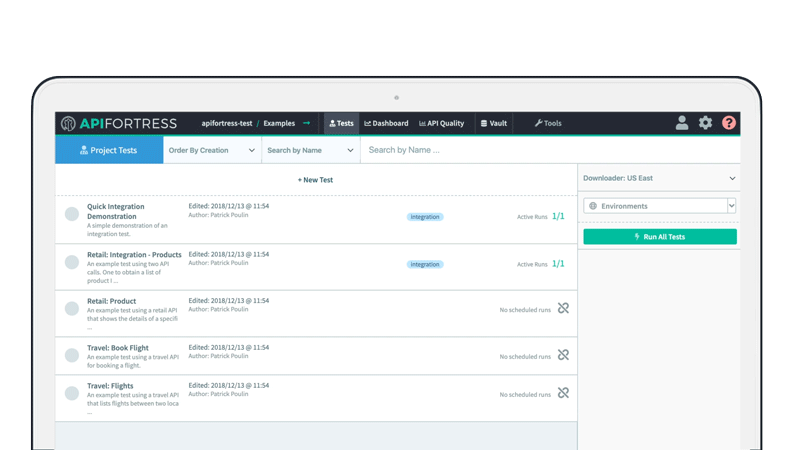 APIFORTRESS
apifortress-test / Examples
Tests
Dashboard
API Quality
Vault
Tools
?
Project Tests
Order By Creation
Search by Name
Search by Name ...
+ New Test
Downloader: US East
Environments
Run All Tests
Quick Integration
Demonstration
A simple demonstration of an
integration test.
Edited: 2018/12/13 @ 11:54
Author: Patrick Poulin
integration
Active Runs 1/1
Retail: Integration - Products
An example test using two API
calls. One to obtain a list of
product I ...
Edited: 2018/12/13 @ 11:54
Author: Patrick Poulin
integration
Active Runs 1/1
Retail: Product
An example test using a retail API
that shows the details of a specifi
...
Edited: 2018/12/13 @ 11:54
Author: Patrick Poulin
No scheduled runs
Travel: Book Flight
An example test using a travel API
for booking a flight.
Edited: 2018/12/13 @ 11:54
Author: Patrick Poulin
No scheduled runs
Travel: Flights
An example test using a travel API
that lists flights between two loca
...
Edited: 2018/12/13 @ 11:54
Author: Patrick Poulin
No scheduled runs